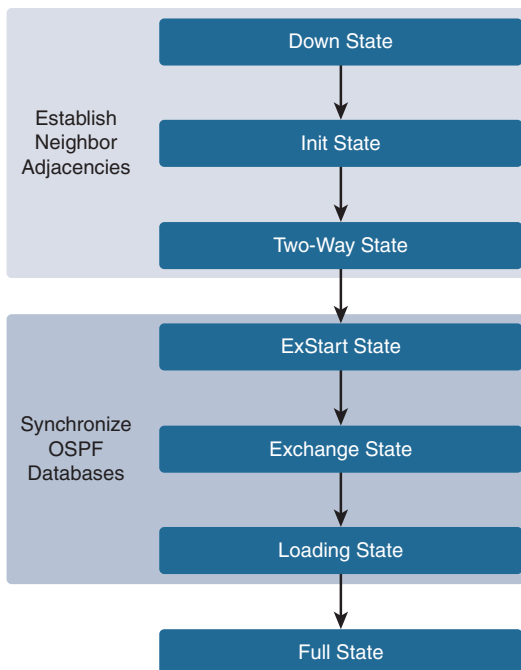 Down State
Establish
Neighbor
Adjacencies
Init State
Two-Way State
ExStart State
Synchronize
OSPF
Databases
Exchange State
Loading State
Full State